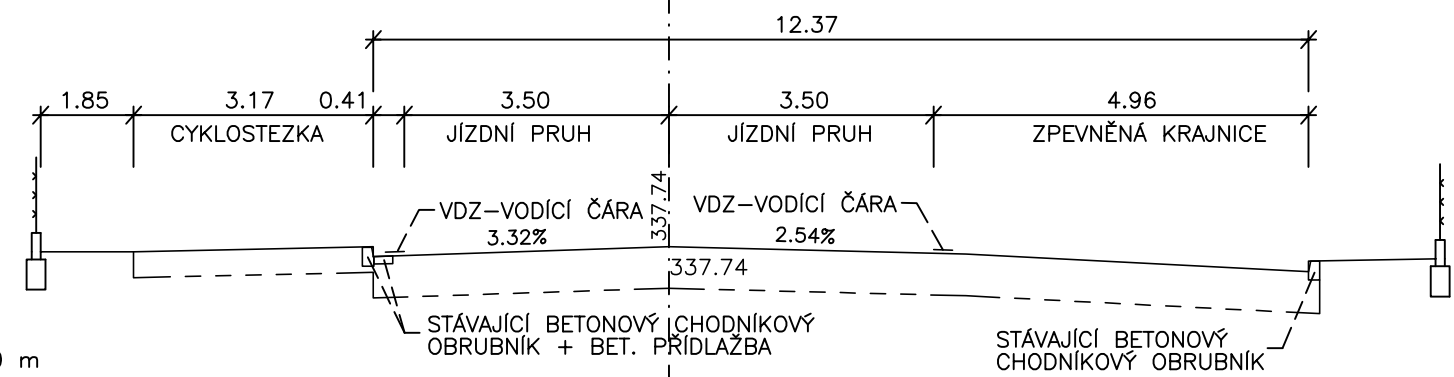 12.37
1.85 3.17 0.41 3.50 3.50 4.96
CYKLOSTEZKA JÍZDNÍ PRUH JÍZDNÍ PRUH ZPEVNĚNÁ KRAJNICE
337.74
VDZ-VODÍCÍ ČÁRA VDZ-VODÍCÍ ČÁRA
3.32% 2.54%
337.74
STÁVAJÍCÍ BETONOVÝ CHODNÍKOVÝ
OBRUBNÍK + BET. PŘÍDLAŽBA
STÁVAJÍCÍ BETONOVÝ
CHODNÍKOVÝ OBRUBNÍK
m